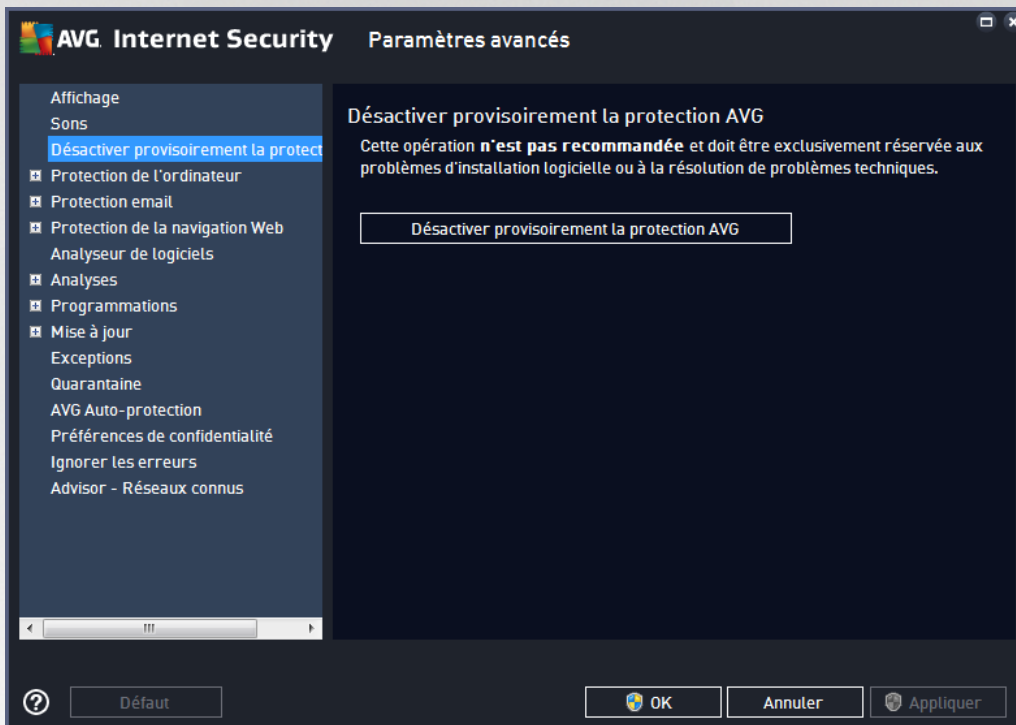 AVG. Internet Security Paramètres avancés
Affichage
Sons
Désactiver provisoirement la protect
Protection de l'ordinateur
Protection email
Protection de la navigation Web
Analyseur de logiciels
Analyses
Programmations
Mise à jour
Exceptions
Quarantaine
AVG Auto-protection
Préférences de confidentialité
Ignorer les erreurs
Advisor - Réseaux connus
Désactiver provisoirement la protection AVG
Cette opération n'est pas recommandée et doit être exclusivement réservée aux
problèmes d'installation logicielle ou à la résolution de problèmes techniques.
Désactiver provisoirement la protection AVG
Défaut
OK
Annuler
Appliquer